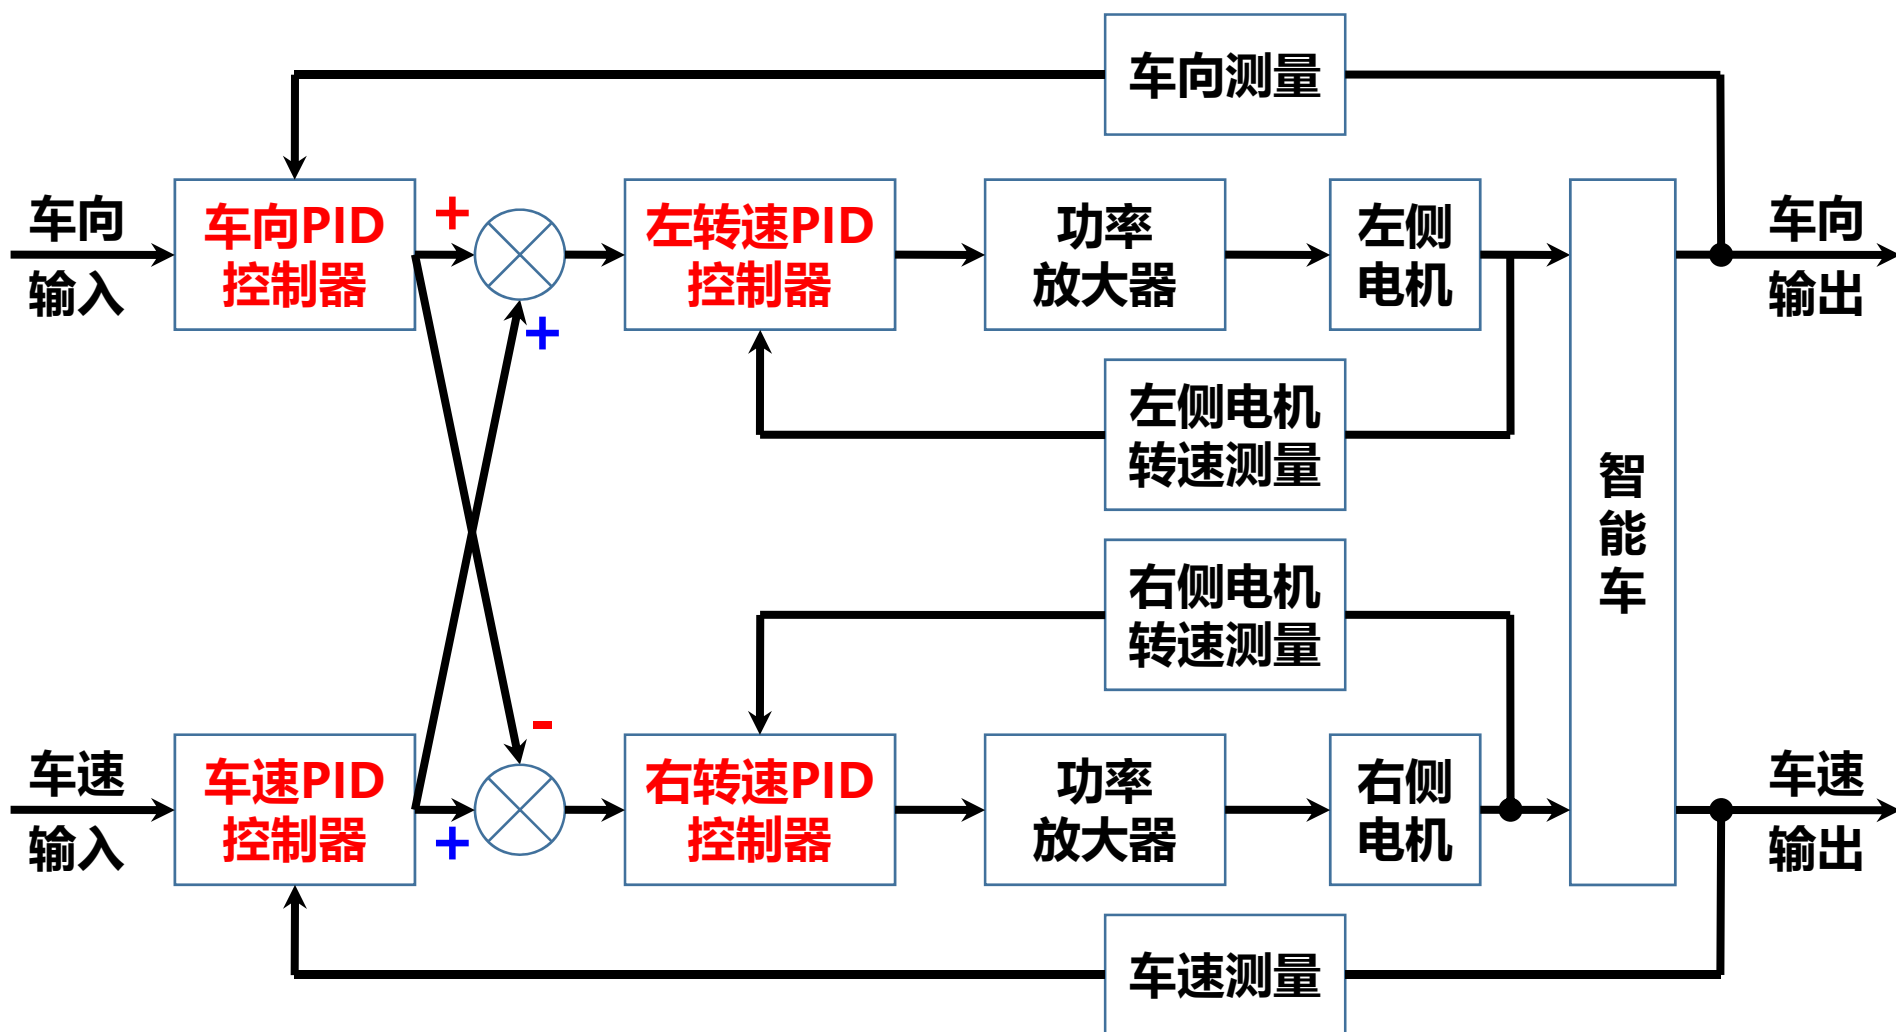 车向测量
车向
输入
车向PID
控制器
+
+
左转速PID
控制器
功率
放大器
左侧
电机
车向
输出
左侧电机
转速测量
智
能
车
右侧电机
转速测量
车速
输入
车速PID
控制器
-
+
右转速PID
控制器
功率
放大器
右侧
电机
车速
输出
车速测量